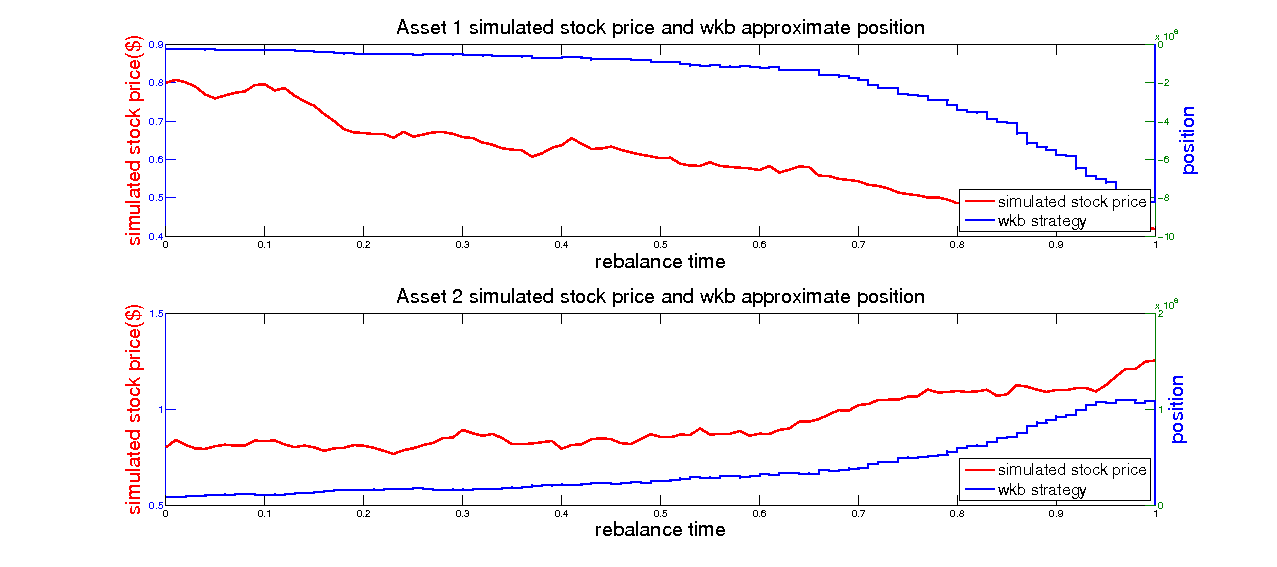 Asset 1 simulated stock price and wkb approximate position
simulated stock price($)
0.9
0.8
0.7
0.6
0.5
0.4
0
-2
-4
-6
-8
-10
position
simulated stock price
wkb strategy
0 0.1 0.2 0.3 0.4 0.5 0.6 0.7 0.8 0.9 1
rebalance time
Asset 2 simulated stock price and wkb approximate position
simulated stock price($)
1.5
1
0.5
2
1
0
position
simulated stock price
wkb strategy
0 0.1 0.2 0.3 0.4 0.5 0.6 0.7 0.8 0.9 1
rebalance time